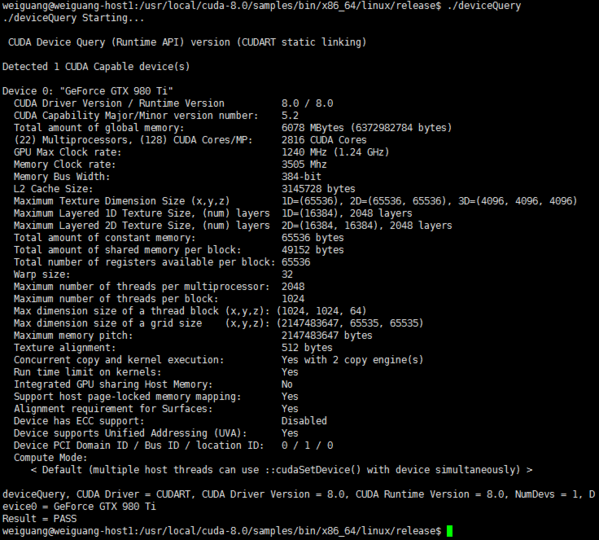 weiguang@weiguang-host1:/usr/local/cuda-8.0/samples/bin/x86_64/linux/release$ ./deviceQuery
./deviceQuery Starting...
CUDA Device Query (Runtime API) version (CUDART static linking)
Detected 1 CUDA Capable device(s)
Device 0: "GeForce GTX 980 Ti"
CUDA Driver Version / Runtime Version 8.0 / 8.0
CUDA Capability Major/Minor version number: 5.2
Total amount of global memory: 6078 MBytes (6372982784 bytes)
(22) Multiprocessors, (128) CUDA Cores/MP: 2816 CUDA Cores
GPU Max Clock rate: 1240 MHz (1.24 GHz)
Memory Clock rate: 3505 Mhz
Memory Bus Width: 384-bit
L2 Cache Size: 3145728 bytes
Maximum Texture Dimension Size (x,y,z) 1D=(65536), 2D=(65536, 65536), 3D=(4096, 4096, 4096)
Maximum Layered 1D Texture Size, (num) layers 1D=(16384), 2048 layers
Maximum Layered 2D Texture Size, (num) layers 2D=(16384, 16384), 2048 layers
Total amount of constant memory: 65536 bytes
Total amount of shared memory per block: 49152 bytes
Total number of registers available per block: 65536
Warp size: 32
Maximum number of threads per multiprocessor: 2048
Maximum number of threads per block: 1024
Max dimension size of a thread block (x,y,z): (1024, 1024, 64)
Max dimension size of a grid size (x,y,z): (2147483647, 65535, 65535)
Maximum memory pitch: 2147483647 bytes
Texture alignment: 512 bytes
Concurrent copy and kernel execution: Yes with 2 copy engine(s)
Run time limit on kernels: Yes
Integrated GPU sharing Host Memory: No
Support host page-locked memory mapping: Yes
Alignment requirement for Surfaces: Yes
Device has ECC support: Disabled
Device supports Unified Addressing (UVA): Yes
Device PCI Domain ID / Bus ID / location ID: 0 / 1 / 0
Compute Mode:
< Default (multiple host threads can use ::cudaSetDevice() with device simultaneously) >
deviceQuery, CUDA Driver = CUDART, CUDA Driver Version = 8.0, CUDA Runtime Version = 8.0, NumDevs = 1, D
evice0 = GeForce GTX 980 Ti
Result = PASS
weiguang@weiguang-host1:/usr/local/cuda-8.0/samples/bin/x86_64/linux/release$